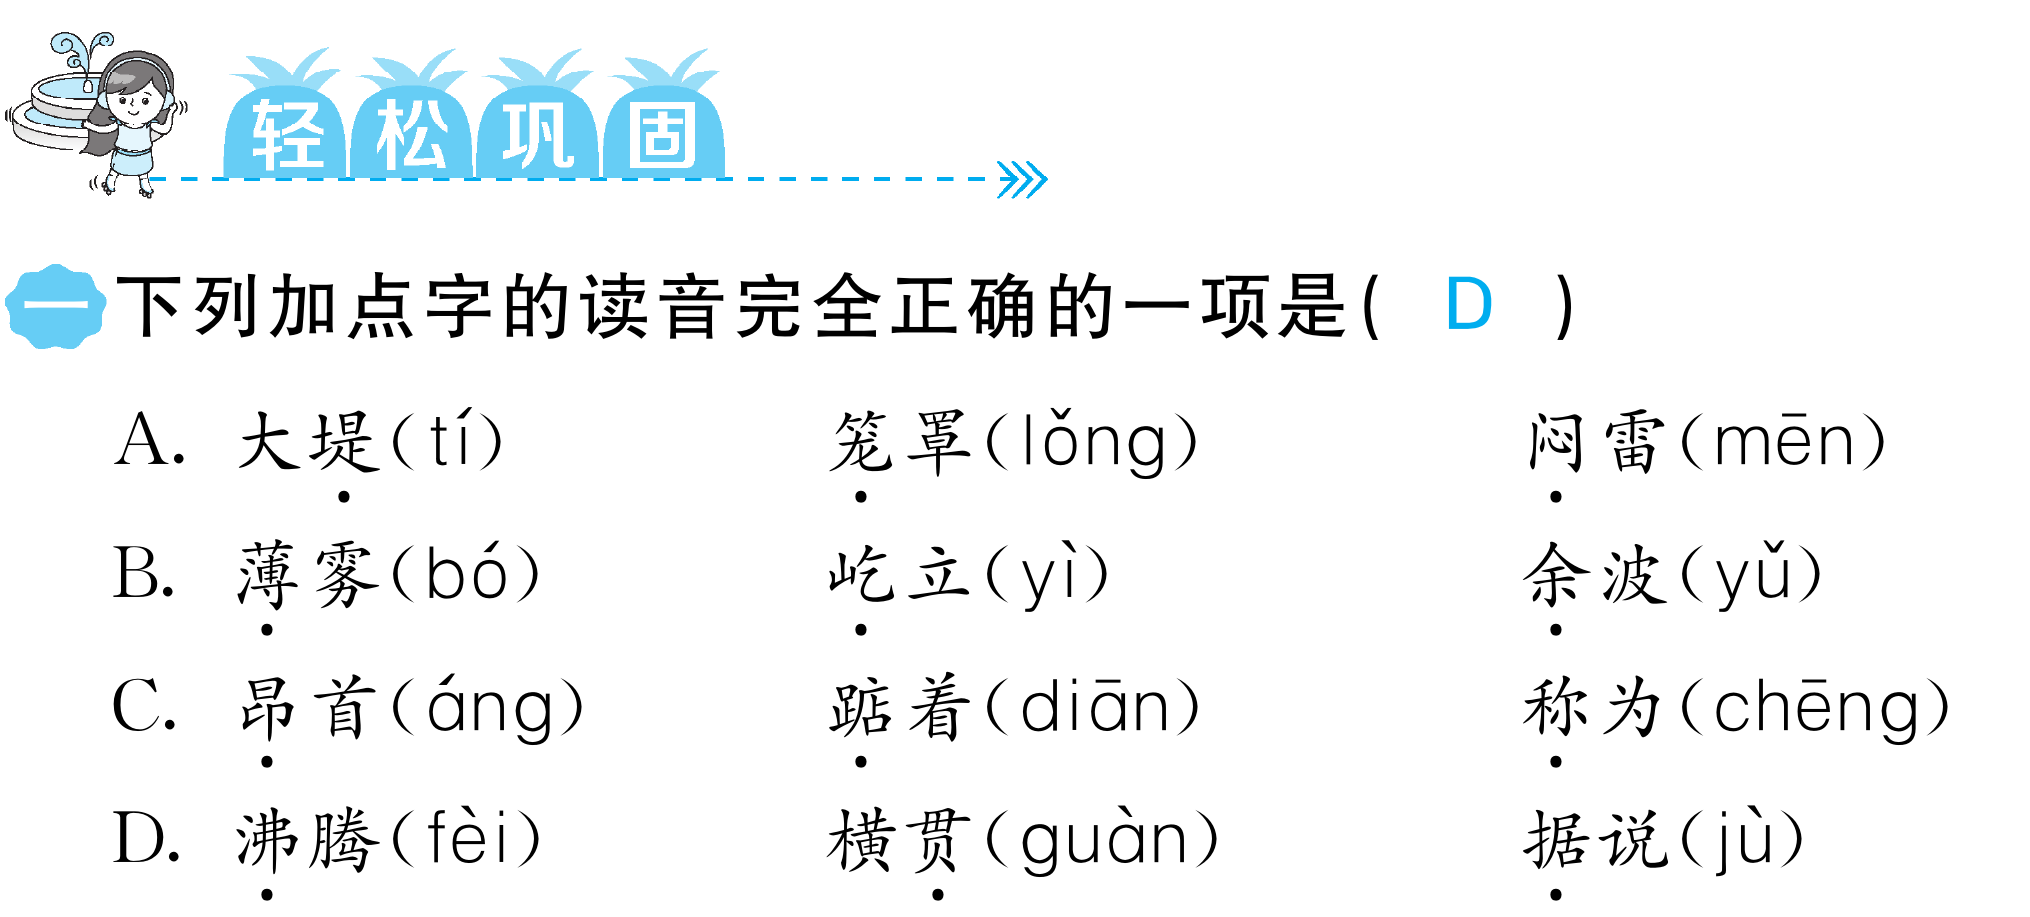 轻松巩固
一 下列加点字的读音完全正确的一项是( D )
A. 大堤(tí) 笼罩(lǒng) 闷雷(mēn)
B. 薄雾(bó) 屹立(yì) 余波(yǔ)
C. 昂首(áng) 踮着(diān) 称为(chēng)
D. 沸腾(fèi) 横贯(guàn) 据说(jù)